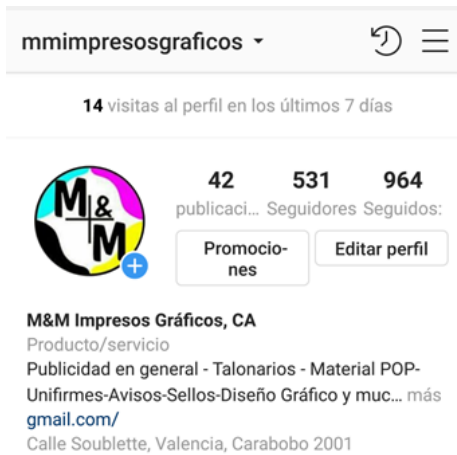 mmimpresosgraficos
14 visitas al perfil en los últimos 7 días
M&
M
42 531 964
publicaci... Seguidores Seguidos:
Promocio-
nes
Editar perfil
M&M Impresos Gráficos, CA
Producto/servicio
Publicidad en general - Talonarios - Material POP-
Unifirmes-Avisos-Sellos-Diseño Gráfico y muc... más
gmail.com/
Calle Soublette, Valencia, Carabobo 2001